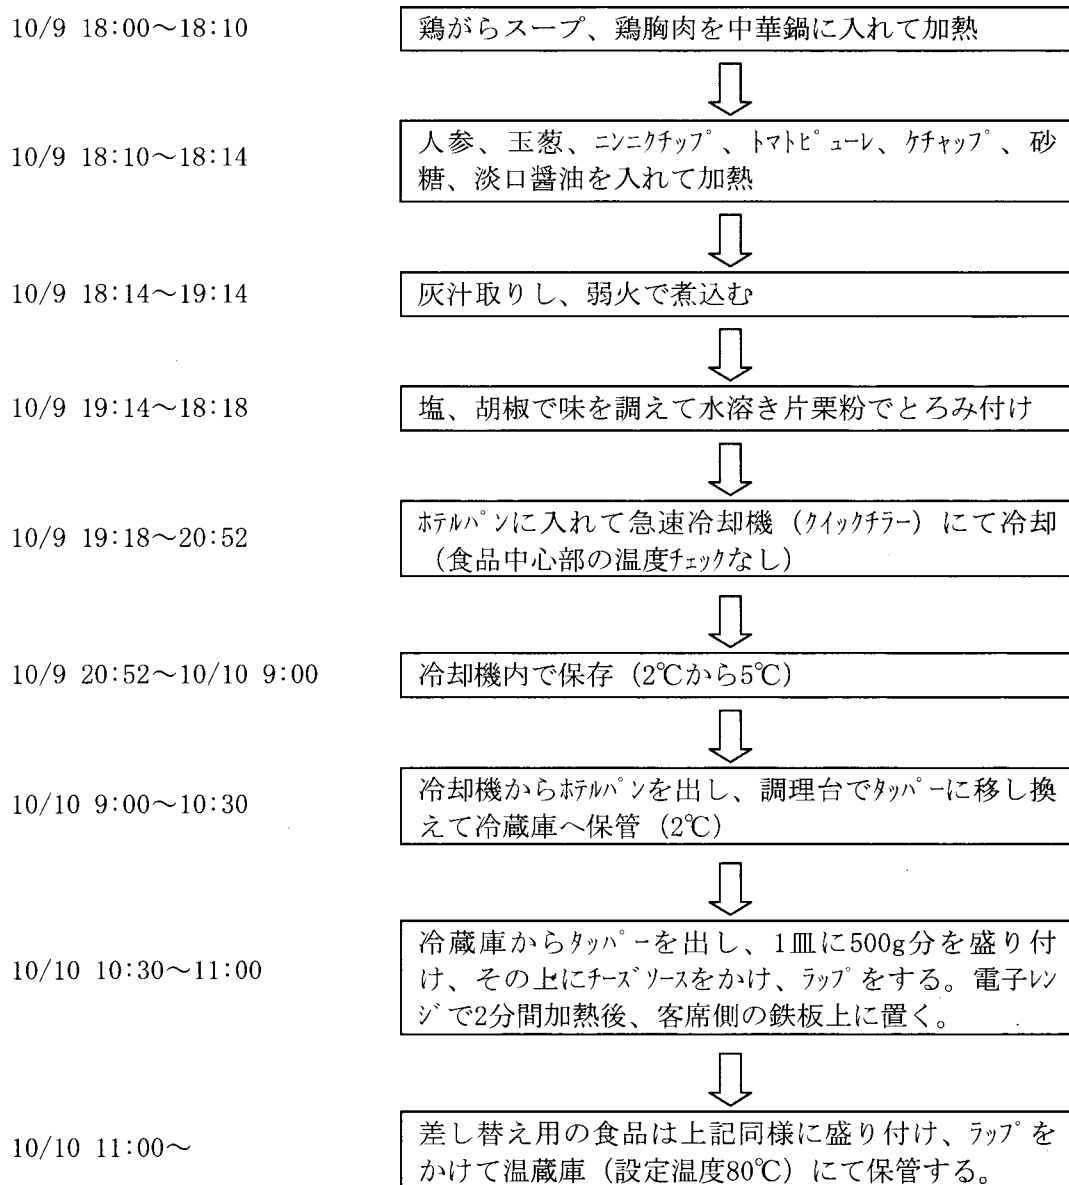 10/9 18:00～18:10
鶏がらスープ、鶏胸肉を中華鍋に入れて加熱
10/9 18:10～18:14
人参、玉葱、ﾆﾝﾆｸﾁｯﾌﾟ、ﾄﾏﾄﾋﾟｭｰﾚ、ｹﾁｬｯﾌﾟ、砂
糖、淡口醤油を入れて加熱
10/9 18:14～19:14
灰汁取りし、弱火で煮込む
10/9 19:14～18:18
塩、胡椒で味を調えて水溶き片栗粉でとろみ付け
10/9 19:18～20:52
ﾎﾃﾙﾊﾟﾝに入れて急速冷却機（ｸｲｯｸﾁﾗｰ）にて冷却
（食品中心部の温度ﾁｪｯｸなし）
10/9 20:52～10/10 9:00
冷却機内で保存（2℃から5℃）
10/10 9:00～10:30
冷却機からﾎﾃﾙﾊﾟﾝを出し、調理台でﾀｯﾊﾟｰに移し換
えて冷蔵庫へ保管（2℃）
10/10 10:30～11:00
冷蔵庫からﾀｯﾊﾟｰを出し、1皿に500g分を盛り付
け、その上にﾁｰｽﾞｿｰｽをかけ、ﾗｯﾌﾟをする。電子ﾚﾝ
ｼﾞで2分間加熱後、客席側の鉄板上に置く。
10/10 11:00～
差し替え用の食品は上記同様に盛り付け、ﾗｯﾌﾟを
かけて温蔵庫（設定温度80℃）にて保管する。